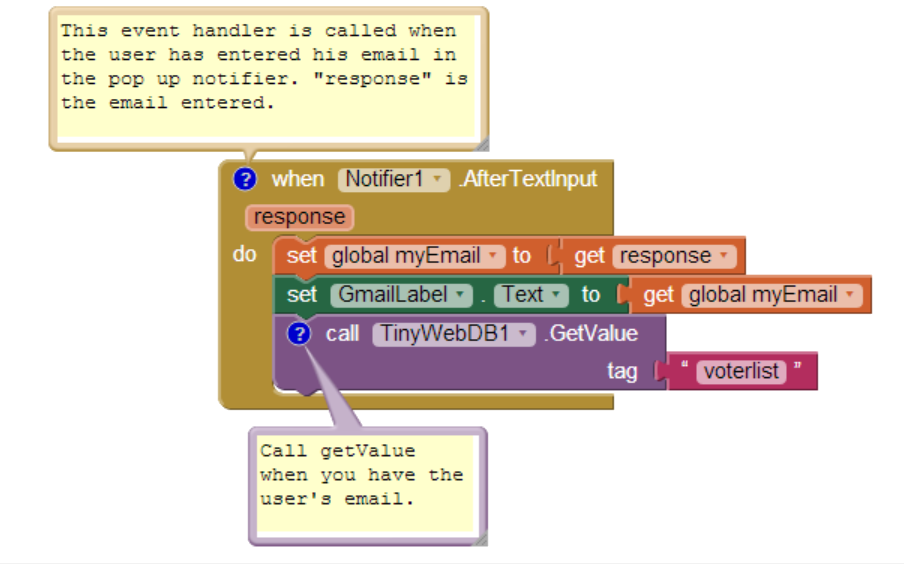 This event handler is called when
the user has entered his email in
the pop up notifier. "response" is
the email entered.
? when Notifier1 .AfterTextInput
response
do set global myEmail to get response
set GmailLabel . Text to get global myEmail
? call TinyWebDB1 .GetValue
tag " voterlist "
Call getValue
when you have the
user's email.